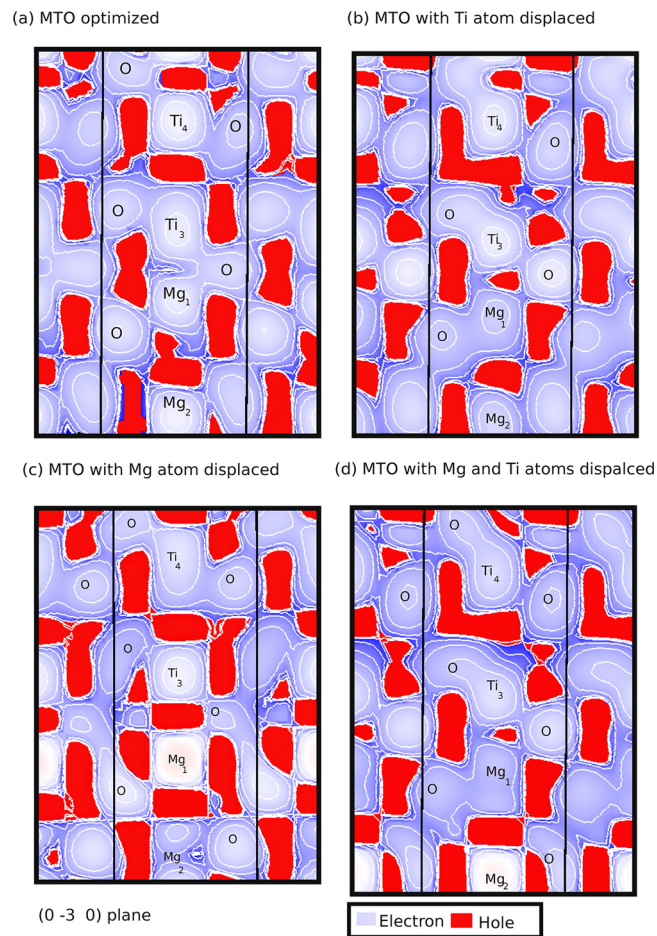 (a) MTO optimized
(b) MTO with Ti atom displaced
O
Ti4
O
O
Ti3
O
Mg1
O
Mg2
Ti4
O
O
Ti3
O
Mg1
O
Mg2
(c) MTO with Mg atom displaced
(d) MTO with Mg and Ti atoms dispalced
O
Ti4
O
O
O
Ti3
O
Mg1
O
O
Mg2
O
Ti4
O
O
O
Ti3
O
Mg1
O
O
Mg2
(0 -3 0) plane
Electron Hole